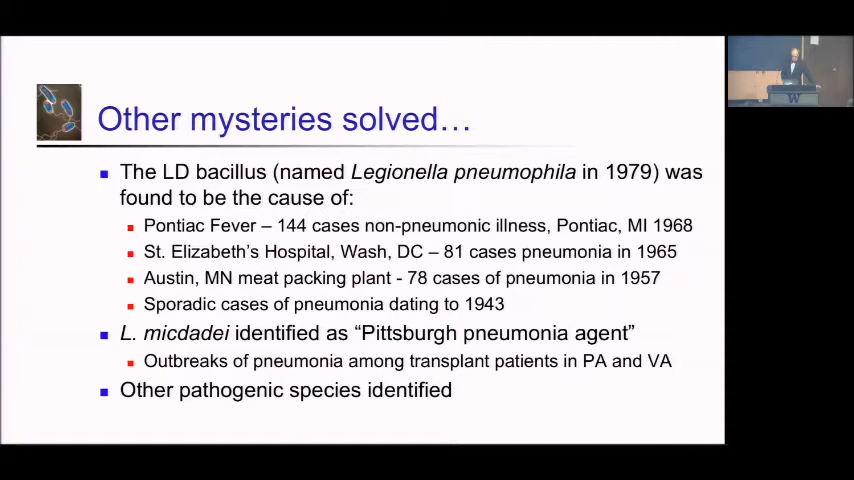 Other mysteries solved…
The LD bacillus (named Legionella pneumophila in 1979) was
found to be the cause of:
Pontiac Fever – 144 cases non-pneumonic illness, Pontiac, MI 1968
St. Elizabeth's Hospital, Wash, DC – 81 cases pneumonia in 1965
Austin, MN meat packing plant - 78 cases of pneumonia in 1957
Sporadic cases of pneumonia dating to 1943
L. micdadei identified as “Pittsburgh pneumonia agent”
Outbreaks of pneumonia among transplant patients in PA and VA
Other pathogenic species identified
W